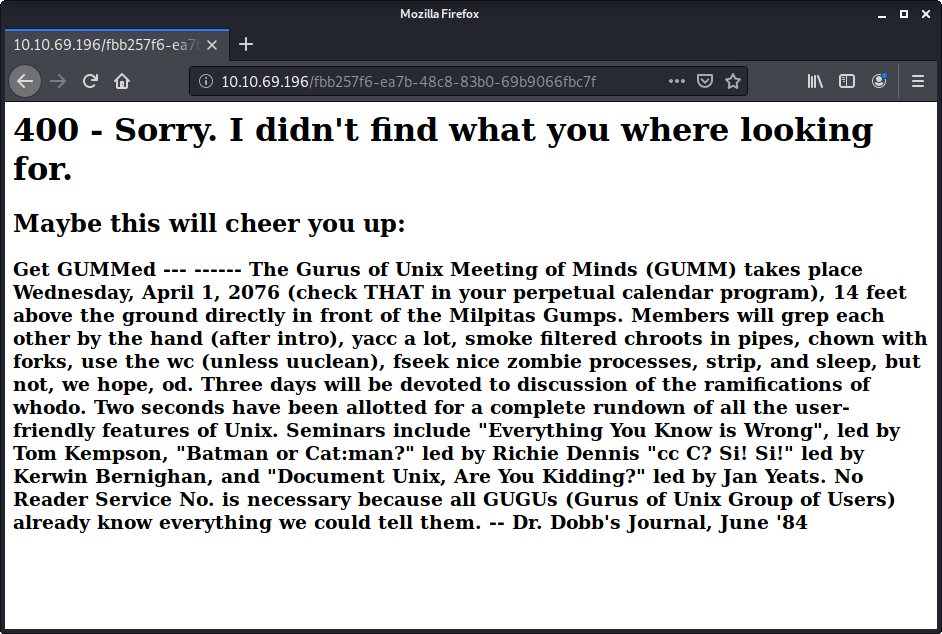 Mozilla Firefox
10.10.69.196/fbb257f6-ea7
10.10.69.196/fbb257f6-ea7b-48c8-83b0-69b9066fbc7f
400 - Sorry. I didn't find what you where looking
for.
Maybe this will cheer you up:
Get GUMMed --- ------ The Gurus of Unix Meeting of Minds (GUMM) takes place
Wednesday, April 1, 2076 (check THAT in your perpetual calendar program), 14 feet
above the ground directly in front of the Milpitas Gumps. Members will grep each
other by the hand (after intro), yacc a lot, smoke filtered chroots in pipes, chown with
forks, use the wc (unless uuclean), fseek nice zombie processes, strip, and sleep, but
not, we hope, od. Three days will be devoted to discussion of the ramifications of
whodo. Two seconds have been allotted for a complete rundown of all the user-
friendly features of Unix. Seminars include "Everything You Know is Wrong", led by
Tom Kempson, "Batman or Cat:man?" led by Richie Dennis "cc C? Si! Si!" led by
Kerwin Bernighan, and "Document Unix, Are You Kidding?" led by Jan Yeats. No
Reader Service No. is necessary because all GUGUs (Gurus of Unix Group of Users)
already know everything we could tell them. -- Dr. Dobb's Journal, June '84